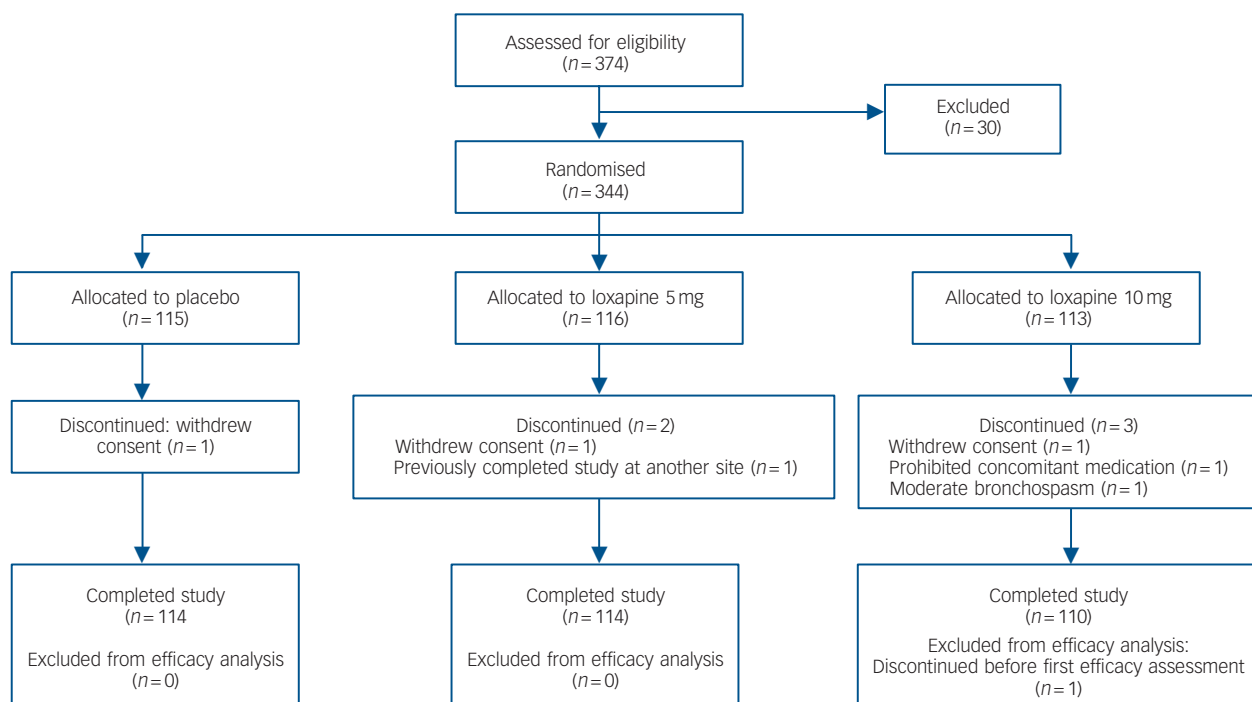 Assessed for eligibility
(n=374)
Excluded
(n=30)
Randomised
(n=344)
Allocated to placebo
(n=115)
Allocated to loxapine 5 mg
(n=116)
Allocated to loxapine 10 mg
(n=113)
Discontinued: withdrew
consent (n=1)
Discontinued (n=2)
Withdrew consent (n=1)
Previously completed study at another site (n=1)
Discontinued (n=3)
Withdrew consent (n=1)
Prohibited concomitant medication (n=1)
Moderate bronchospasm (n=1)
Completed study
(n=114
Excluded from efficacy analysis
(n=0)
Completed study
(n=114)
Excluded from efficacy analysis
(n=0)
Completed study
(n=110)
Excluded from efficacy analysis:
Discontinued before first efficacy assessment
(n=1)